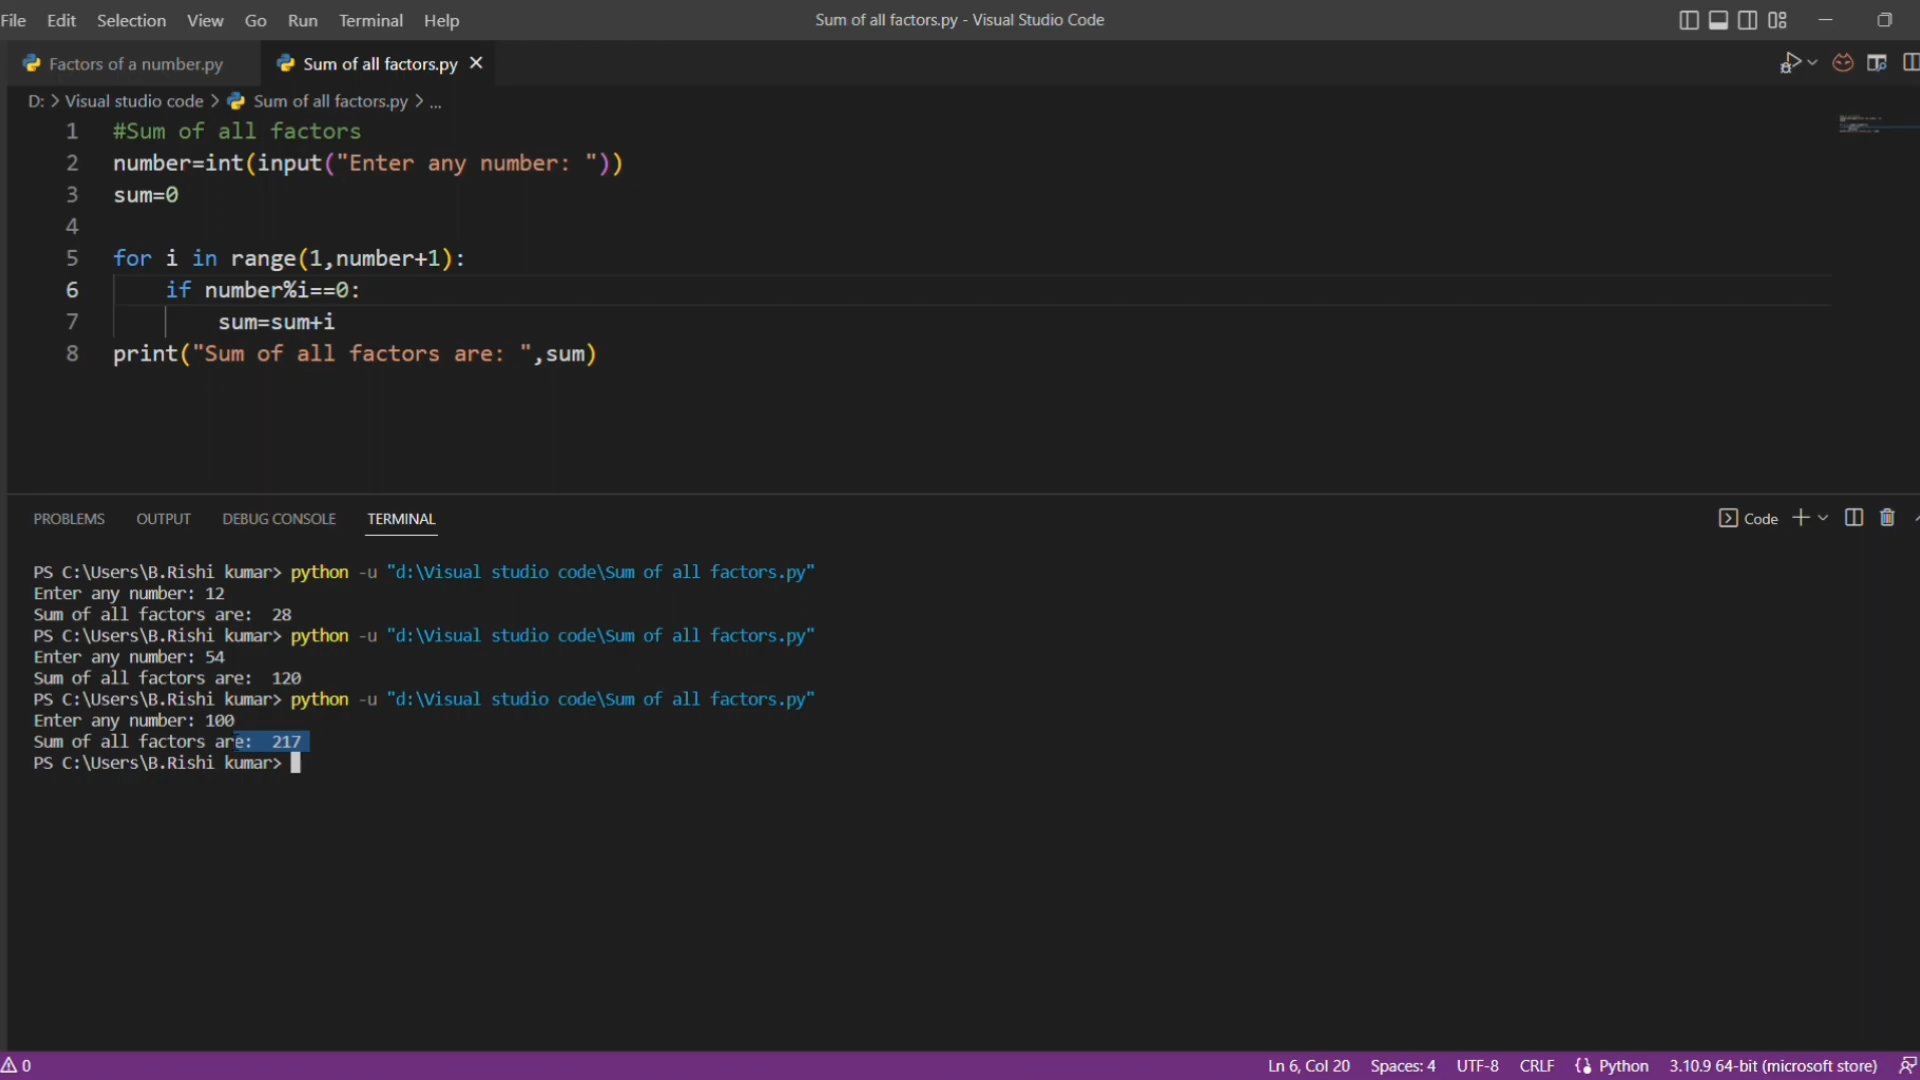 File Edit Selection View Go Run Terminal Help Sum of all factors.py - Visual Studio Code
Factors of a number.py Sum of all factors.py
D: > Visual studio code > Sum of all factors.py > ...
1 #Sum of all factors
2 number=int(input("Enter any number: "))
3 sum=0
4
5 for i in range(1,number+1):
6 if number%i==0:
7 sum=sum+i
8 print("Sum of all factors are: ",sum)
PROBLEMS OUTPUT DEBUG CONSOLE TERMINAL Code
PS C:\Users\B.Rishi kumar> python -u "d:\Visual studio code\Sum of all factors.py"
Enter any number: 12
Sum of all factors are:  28
PS C:\Users\B.Rishi kumar> python -u "d:\Visual studio code\Sum of all factors.py"
Enter any number: 54
Sum of all factors are:  120
PS C:\Users\B.Rishi kumar> python -u "d:\Visual studio code\Sum of all factors.py"
Enter any number: 100
Sum of all factors are:  217
PS C:\Users\B.Rishi kumar>
0 Ln 6, Col 20 Spaces: 4 UTF-8 CRLF Python 3.10.9 64-bit (microsoft store)